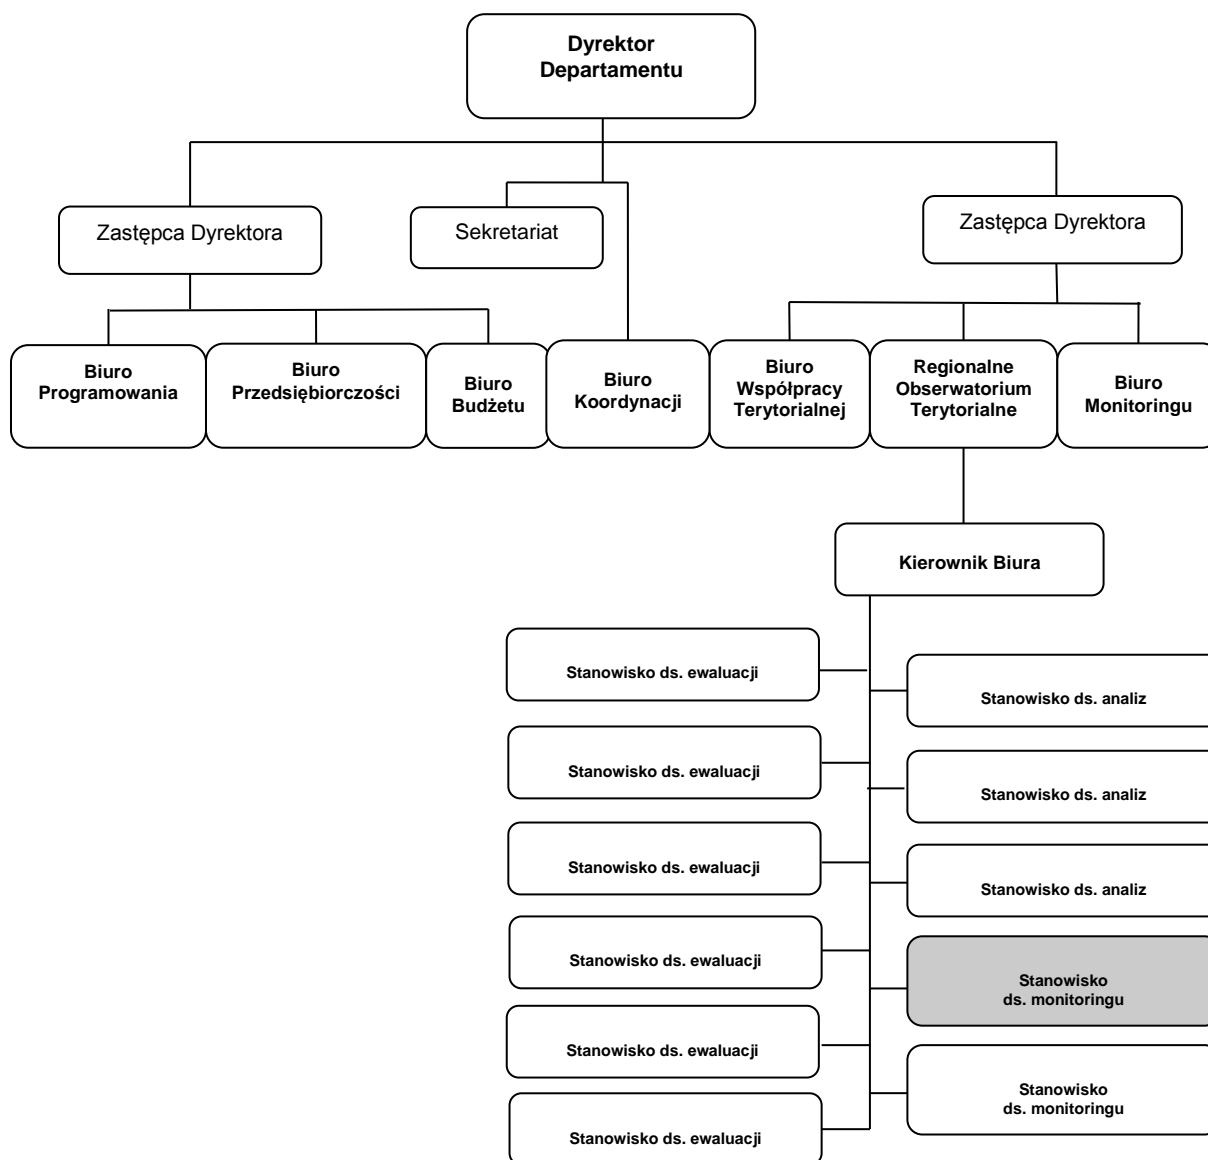 Dyrektor
Departamentu
Zastępca Dyrektora
Sekretariat
Zastępca Dyrektora
Biuro
Programowania
Biuro
Przedsiębiorczości
Biuro
Budżetu
Biuro
Koordynacji
Biuro
Współpracy
Terytorialnej
Regionalne
Obserwatorium
Terytorialne
Biuro
Monitoringu
Kierownik Biura
Stanowisko ds. ewaluacji
Stanowisko ds. analiz
Stanowisko ds. ewaluacji
Stanowisko ds. analiz
Stanowisko ds. ewaluacji
Stanowisko ds. analiz
Stanowisko ds. ewaluacji
Stanowisko
ds. monitoringu
Stanowisko ds. ewaluacji
Stanowisko
ds. monitoringu
Stanowisko ds. ewaluacji